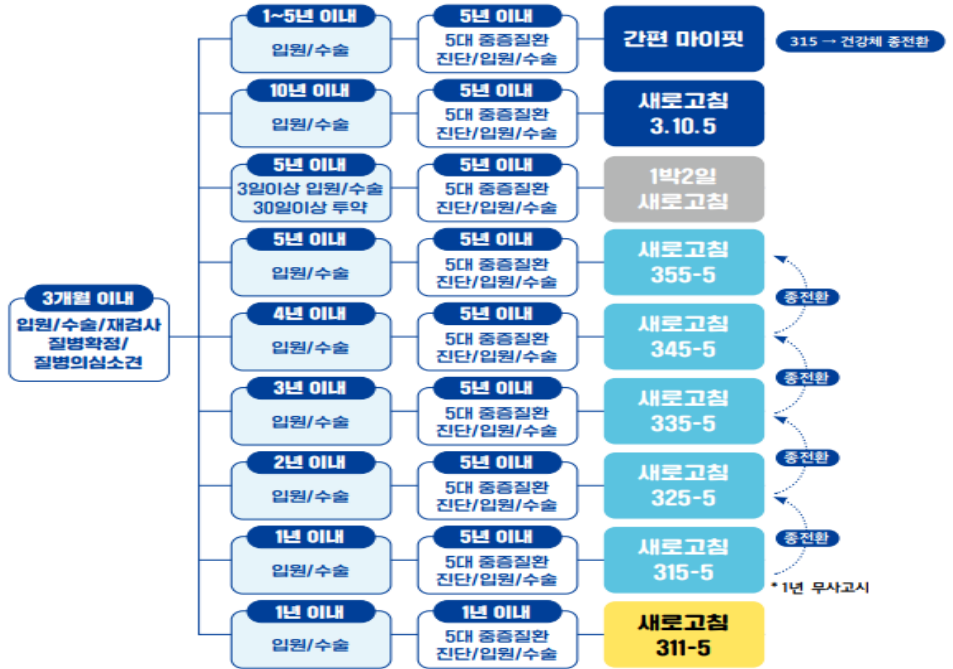 1~5년 이내
입원/수술
5년 이내
5대 중증질환
진단/입원/수술
간편 마이핏
315 → 건강체 종전환
10년 이내
입원/수술
5년 이내
5대 중증질환
진단/입원/수술
새로고침
3.10.5
5년 이내
3일이상 입원/수술
30일이상 투약
5년 이내
5대 중증질환
진단/입원/수술
1박2일
새로고침
5년 이내
입원/수술
5년 이내
5대 중증질환
진단/입원/수술
새로고침
355-5
종전환
3개월 이내
입원/수술/재검사
질병확정/
질병의심소견
4년 이내
입원/수술
5년 이내
5대 중증질환
진단/입원/수술
새로고침
345-5
종전환
3년 이내
입원/수술
5년 이내
5대 중증질환
진단/입원/수술
새로고침
335-5
종전환
2년 이내
입원/수술
5년 이내
5대 중증질환
진단/입원/수술
새로고침
325-5
종전환
1년 이내
입원/수술
5년 이내
5대 중증질환
진단/입원/수술
새로고침
315-5
* 1년 무사고시
1년 이내
입원/수술
1년 이내
5대 중증질환
진단/입원/수술
새로고침
311-5